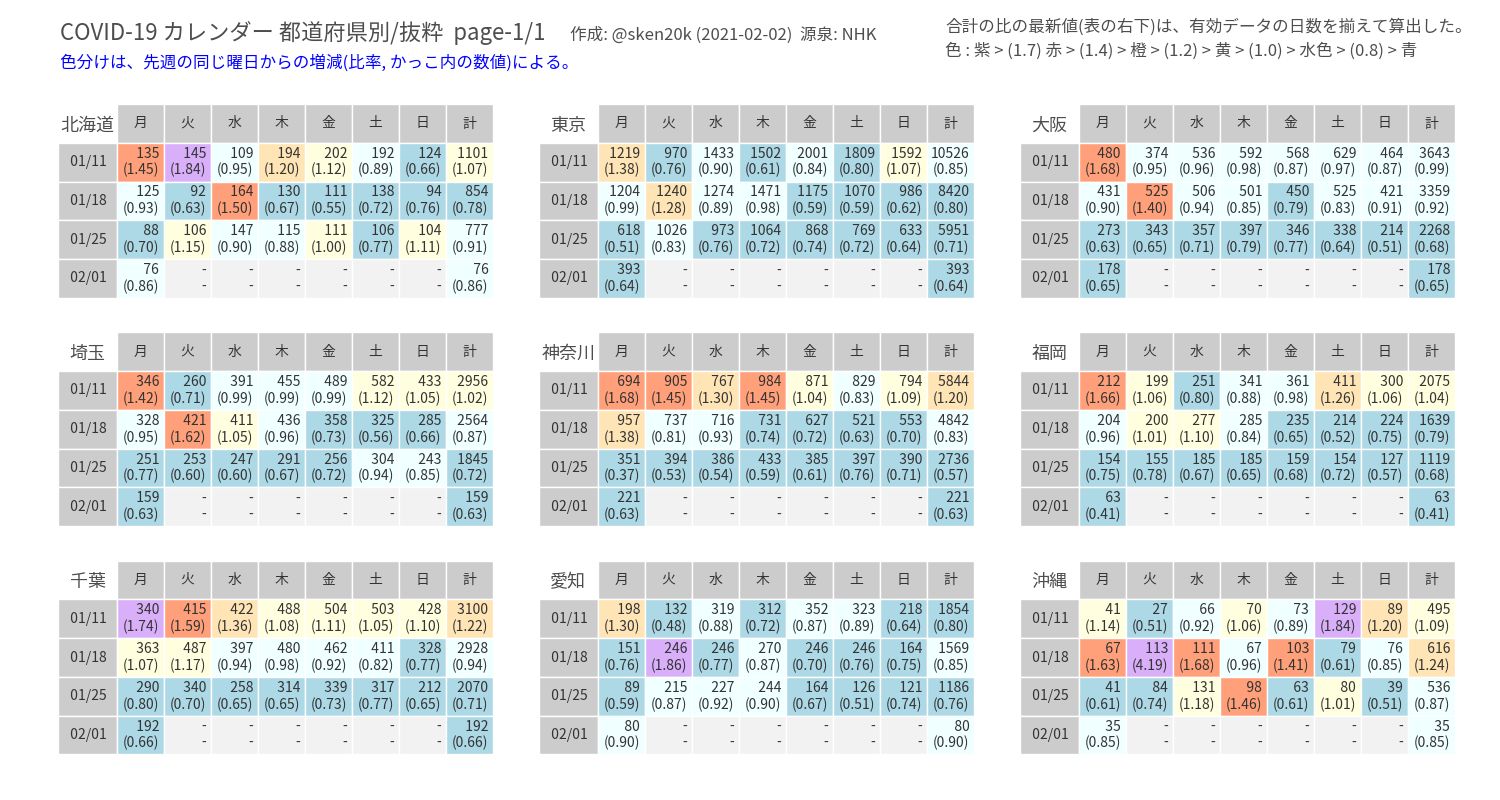 COVID-19 カレンダー 都道府県別/抜粋 page-1/1 作成: @sken20k (2021-02-02) 源泉: NHK
色分けは、先週の同じ曜日からの増減(比率, かっこ内の数値)による。
合計の比の最新値(表の右下)は、有効データの日数を揃えて算出した。
色 : 紫 > (1.7) 赤 > (1.4) > 橙 > (1.2) > 黄 > (1.0) > 水色 > (0.8) > 青
北海道 月 火 水 木 金 土 日 計
01/11 135 145 109 194 202 192 124 1101
(1.45) (1.84) (0.95) (1.20) (1.12) (0.89) (0.66) (1.07)
01/18 125 92 164 130 111 138 94 854
(0.93) (0.63) (1.50) (0.67) (0.55) (0.72) (0.76) (0.78)
01/25 88 106 147 115 111 106 104 777
(0.70) (1.15) (0.90) (0.88) (1.00) (0.77) (1.11) (0.91)
02/01 76 - - - - - - 76
(0.86) - - - - - - (0.86)
東京 月 火 水 木 金 土 日 計
01/11 1219 970 1433 1502 2001 1809 1592 10526
(1.38) (0.76) (0.90) (0.61) (0.84) (0.80) (1.07) (0.85)
01/18 1204 1240 1274 1471 1175 1070 986 8420
(0.99) (1.28) (0.89) (0.98) (0.59) (0.59) (0.62) (0.80)
01/25 618 1026 973 1064 868 769 633 5951
(0.51) (0.83) (0.76) (0.72) (0.74) (0.72) (0.64) (0.71)
02/01 393 - - - - - - 393
(0.64) - - - - - - (0.64)
大阪 月 火 水 木 金 土 日 計
01/11 480 374 536 592 568 629 464 3643
(1.68) (0.95) (0.96) (0.98) (0.87) (0.97) (0.87) (0.99)
01/18 431 525 506 501 450 525 421 3359
(0.90) (1.40) (0.94) (0.85) (0.79) (0.83) (0.91) (0.92)
01/25 273 343 357 397 346 338 214 2268
(0.63) (0.65) (0.71) (0.79) (0.77) (0.64) (0.51) (0.68)
02/01 178 - - - - - - 178
(0.65) - - - - - - (0.65)
埼玉 月 火 水 木 金 土 日 計
01/11 346 260 391 455 489 582 433 2956
(1.42) (0.71) (0.99) (0.99) (0.99) (1.12) (1.05) (1.02)
01/18 328 421 411 436 358 325 285 2564
(0.95) (1.62) (1.05) (0.96) (0.73) (0.56) (0.66) (0.87)
01/25 251 253 247 291 256 304 243 1845
(0.77) (0.60) (0.60) (0.67) (0.72) (0.94) (0.85) (0.72)
02/01 159 - - - - - - 159
(0.63) - - - - - - (0.63)
神奈川 月 火 水 木 金 土 日 計
01/11 694 905 767 984 871 829 794 5844
(1.68) (1.45) (1.30) (1.45) (1.04) (0.83) (1.09) (1.20)
01/18 957 737 716 731 627 521 553 4842
(1.38) (0.81) (0.93) (0.74) (0.72) (0.63) (0.70) (0.83)
01/25 351 394 386 433 385 397 390 2736
(0.37) (0.53) (0.54) (0.59) (0.61) (0.76) (0.71) (0.57)
02/01 221 - - - - - - 221
(0.63) - - - - - - (0.63)
福岡 月 火 水 木 金 土 日 計
01/11 212 199 251 341 361 411 300 2075
(1.66) (1.06) (0.80) (0.88) (0.98) (1.26) (1.06) (1.04)
01/18 204 200 277 285 235 214 224 1639
(0.96) (1.01) (1.10) (0.84) (0.65) (0.52) (0.75) (0.79)
01/25 154 155 185 185 159 154 127 1119
(0.75) (0.78) (0.67) (0.65) (0.68) (0.72) (0.57) (0.68)
02/01 63 - - - - - - 63
(0.41) - - - - - - (0.41)
千葉 月 火 水 木 金 土 日 計
01/11 340 415 422 488 504 503 428 3100
(1.74) (1.59) (1.36) (1.08) (1.11) (1.05) (1.10) (1.22)
01/18 363 487 397 480 462 411 328 2928
(1.07) (1.17) (0.94) (0.98) (0.92) (0.82) (0.77) (0.94)
01/25 290 340 258 314 339 317 212 2070
(0.80) (0.70) (0.65) (0.65) (0.73) (0.77) (0.65) (0.71)
02/01 192 - - - - - - 192
(0.66) - - - - - - (0.66)
愛知 月 火 水 木 金 土 日 計
01/11 198 132 319 312 352 323 218 1854
(1.30) (0.48) (0.88) (0.72) (0.87) (0.89) (0.64) (0.80)
01/18 151 246 246 270 246 246 164 1569
(0.76) (1.86) (0.77) (0.87) (0.70) (0.76) (0.75) (0.85)
01/25 89 215 227 244 164 126 121 1186
(0.59) (0.87) (0.92) (0.90) (0.67) (0.51) (0.74) (0.76)
02/01 80 - - - - - - 80
(0.90) - - - - - - (0.90)
沖縄 月 火 水 木 金 土 日 計
01/11 41 27 66 70 73 129 89 495
(1.14) (0.51) (0.92) (1.06) (0.89) (1.84) (1.20) (1.09)
01/18 67 113 111 67 103 79 76 616
(1.63) (4.19) (1.68) (0.96) (1.41) (0.61) (0.85) (1.24)
01/25 41 84 131 98 63 80 39 536
(0.61) (0.74) (1.18) (1.46) (0.61) (1.01) (0.51) (0.87)
02/01 35 - - - - - - 35
(0.85) - - - - - - (0.85)